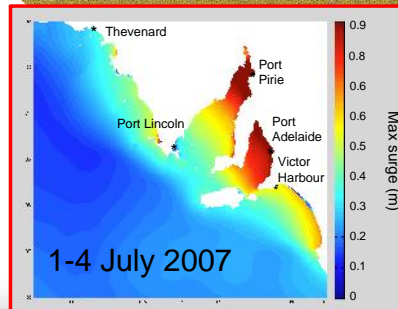 Thevenard
Port
Pirie
Port Lincoln
Port
Adelaide
Victor
Harbour
1-4 July 2007
0.9
0.8
0.7
0.6
0.5
0.4
0.3
0.2
0.1
0
Max surge (m)